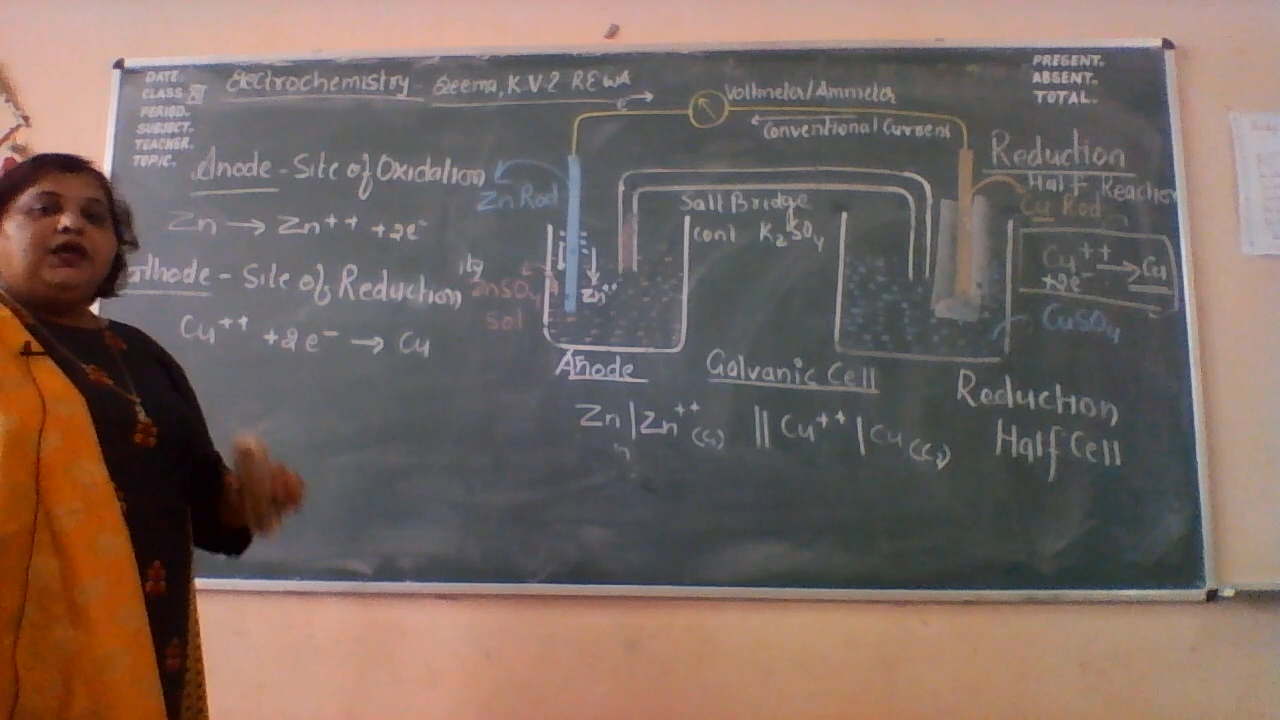 DATE.
CLASS. XII
PERIOD.
SUBJECT.
TEACHER.
TOPIC.
Electrochemistry - Seema, K.V-2 REWA
PRESENT.
ABSENT.
TOTAL.
e- →
Voltmeter/Ammeter
Conventional Current
Anode - Site of Oxidation
Zn → Zn++ +2e-
Cathode - Site of Reduction
Cu++ +2e- → Cu
Zn Rod
ZnSO4
sol
Zn++
Salt Bridge
cont K2SO4
Reduction
Half Reaction
Cu Rod
Cu++ → Cu
+2e-
CuSO4
Anode
Galvanic Cell
Zn | Zn++ (C1) || Cu++ | Cu (C2)
Reduction
Half Cell